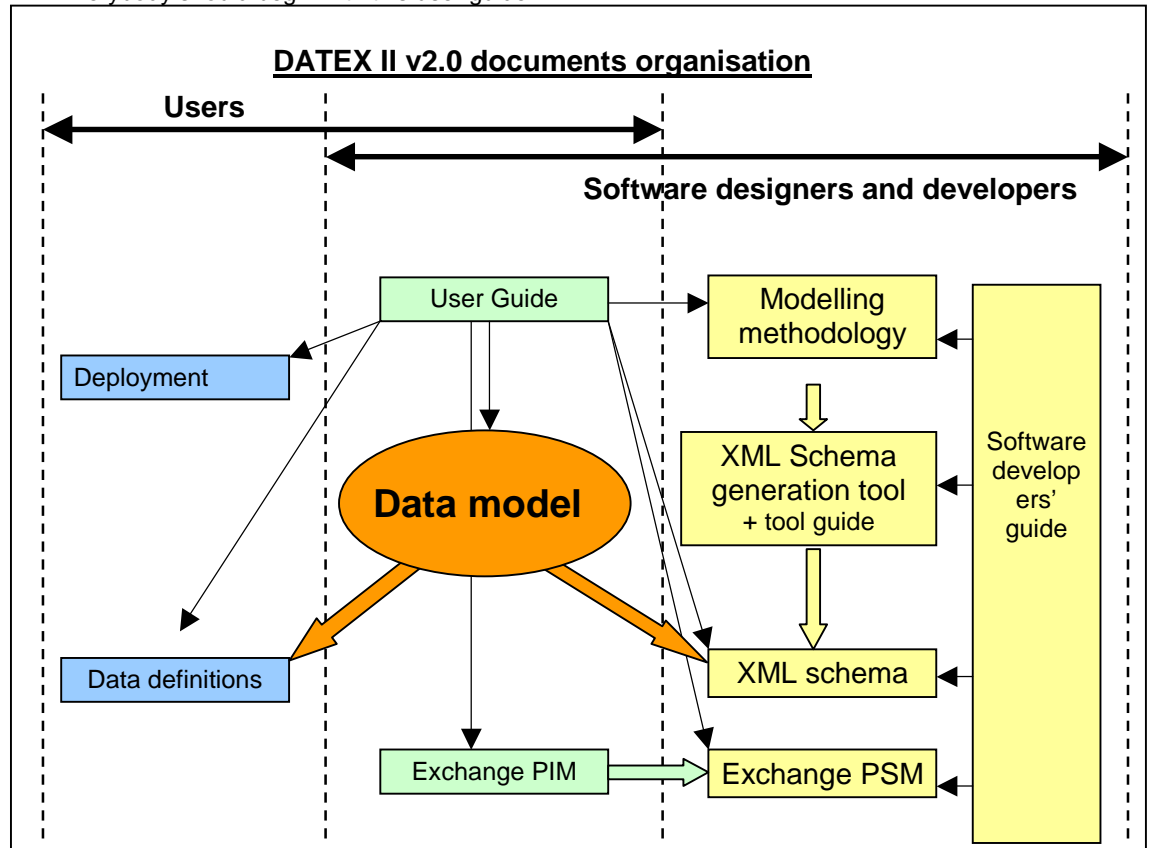 DATEX II v2.0 documents organisation
Users
Software designers and developers
User Guide
Modelling
methodology
Deployment
XML Schema
generation tool
+ tool guide
Software
develop
ers’
guide
Data model
Data definitions
XML schema
Exchange PIM
Exchange PSM